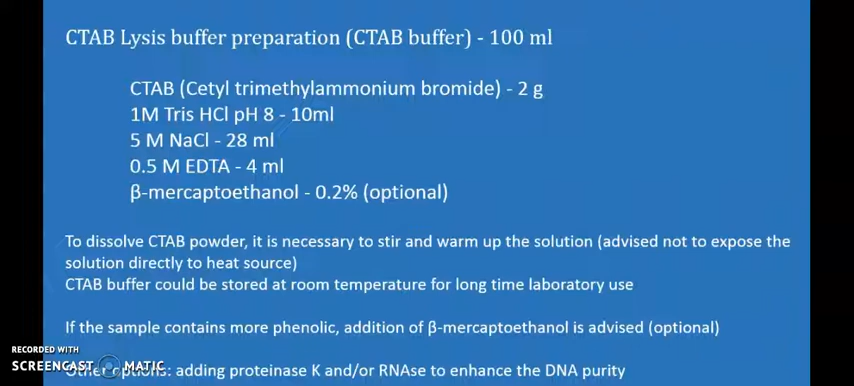 CTAB Lysis buffer preparation (CTAB buffer) - 100 ml
CTAB (Cetyl trimethylammonium bromide) - 2 g
1M Tris HCl pH 8 - 10ml
5 M NaCl - 28 ml
0.5 M EDTA - 4 ml
β-mercaptoethanol - 0.2% (optional)
To dissolve CTAB powder, it is necessary to stir and warm up the solution (advised not to expose the
solution directly to heat source)
CTAB buffer could be stored at room temperature for long time laboratory use
If the sample contains more phenolic, addition of β-mercaptoethanol is advised (optional)
RECORDED WITH
SCREENCAST MATIC
Other options: adding proteinase K and/or RNAse to enhance the DNA purity